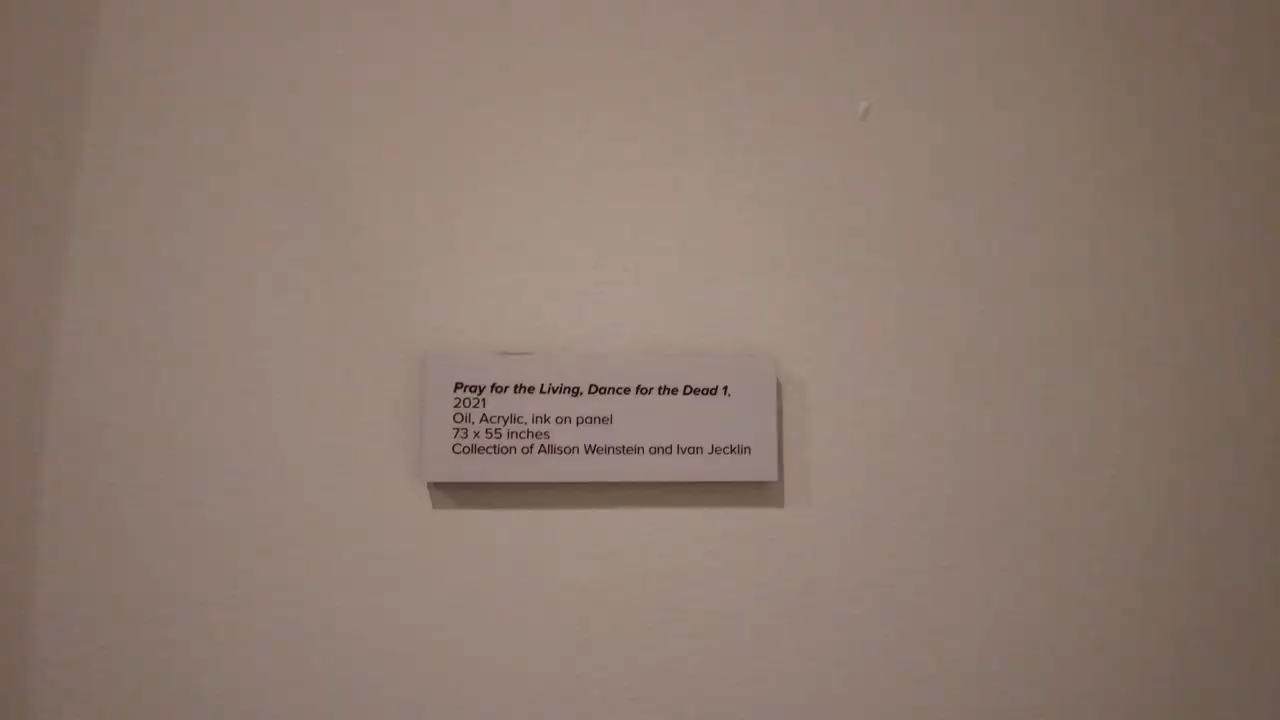 Pray for the Living, Dance for the Dead 1,
2021
Oil, Acrylic, ink on panel
73 x 55 inches
Collection of Allison Weinstein and Ivan Jecklin